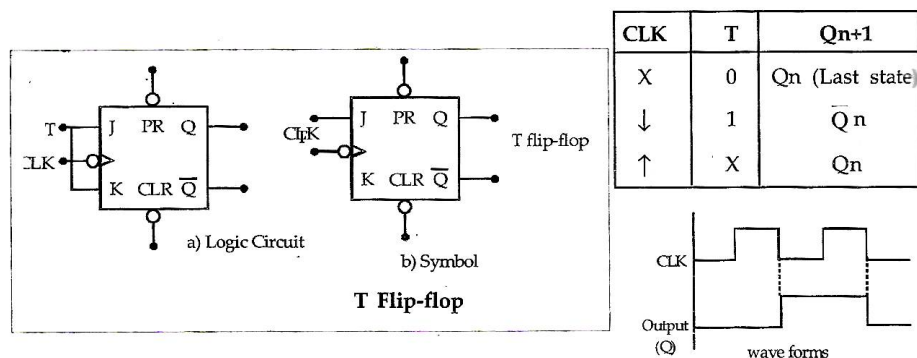 T
CLK
J PR Q
K CLR Q̅
a) Logic Circuit
J PR Q
K CLR Q̅
b) Symbol
T flip-flop
T Flip-flop
CLK T Qn+1
X 0 Qn (Last state)
↓ 1 Q̅ n
↑ X Qn
CLK
Output
(Q)
wave forms